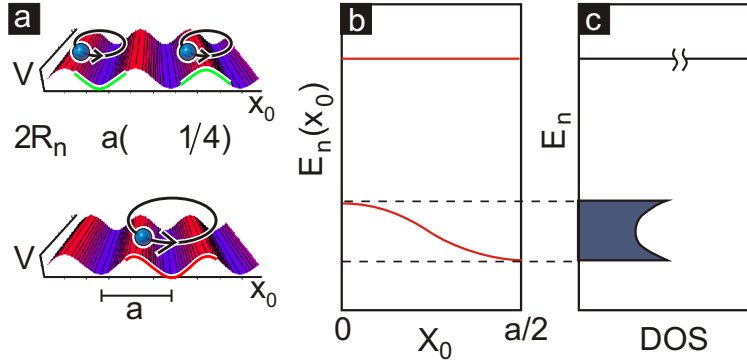 a
V
x₀
2Rₙ a( 1/4)
V
x₀
a
b
Eₙ(x₀)
0
a/2
X₀
c
Eₙ
DOS